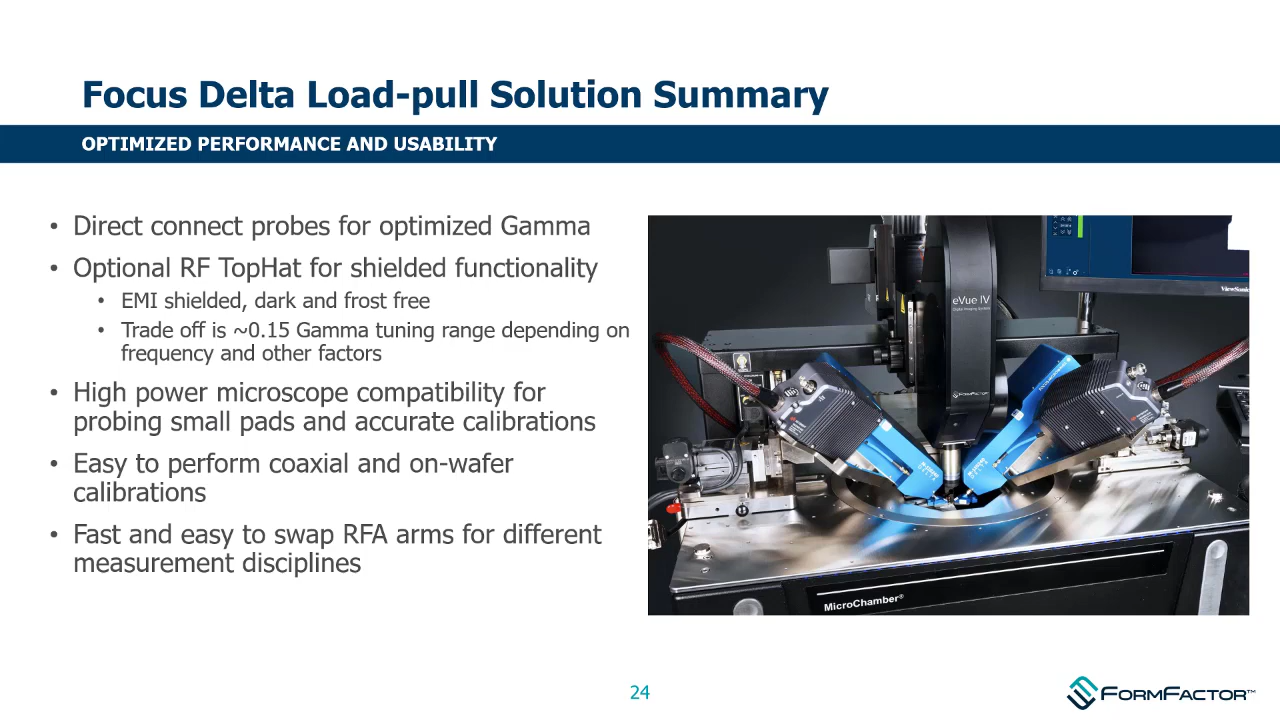 Focus Delta Load-pull Solution Summary
OPTIMIZED PERFORMANCE AND USABILITY
• Direct connect probes for optimized Gamma
• Optional RF TopHat for shielded functionality
• EMI shielded, dark and frost free
• Trade off is ~0.15 Gamma tuning range depending on
frequency and other factors
• High power microscope compatibility for
probing small pads and accurate calibrations
• Easy to perform coaxial and on-wafer
calibrations
• Fast and easy to swap RFA arms for different
measurement disciplines
eVue IV
ViewSonic
FORMFACTOR
DELTA
DELTA
MicroChamber®
24
FORMFACTOR™